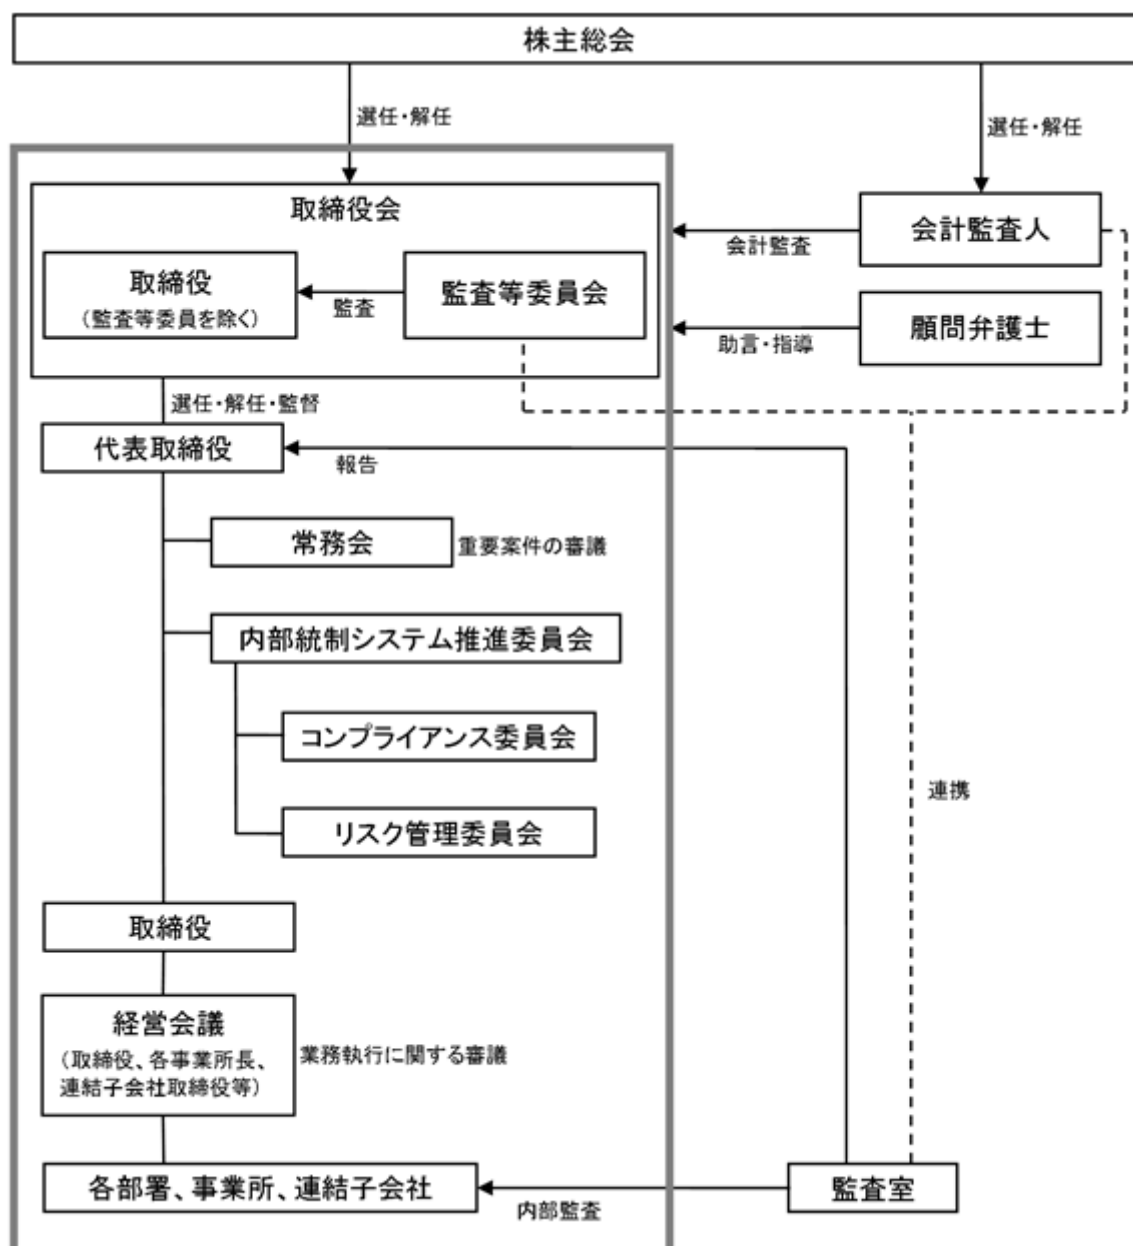 株主総会
選任・解任
選任・解任
取締役会
会計監査人
会計監査
取締役
(監査等委員を除く)
監査
監査等委員会
顧問弁護士
助言・指導
選任・解任・監督
代表取締役
報告
常務会
重要案件の審議
内部統制システム推進委員会
コンプライアンス委員会
連携
リスク管理委員会
取締役
経営会議
(取締役、各事業所長、
連結子会社取締役等)
業務執行に関する審議
各部署、事業所、連結子会社
内部監査
監査室